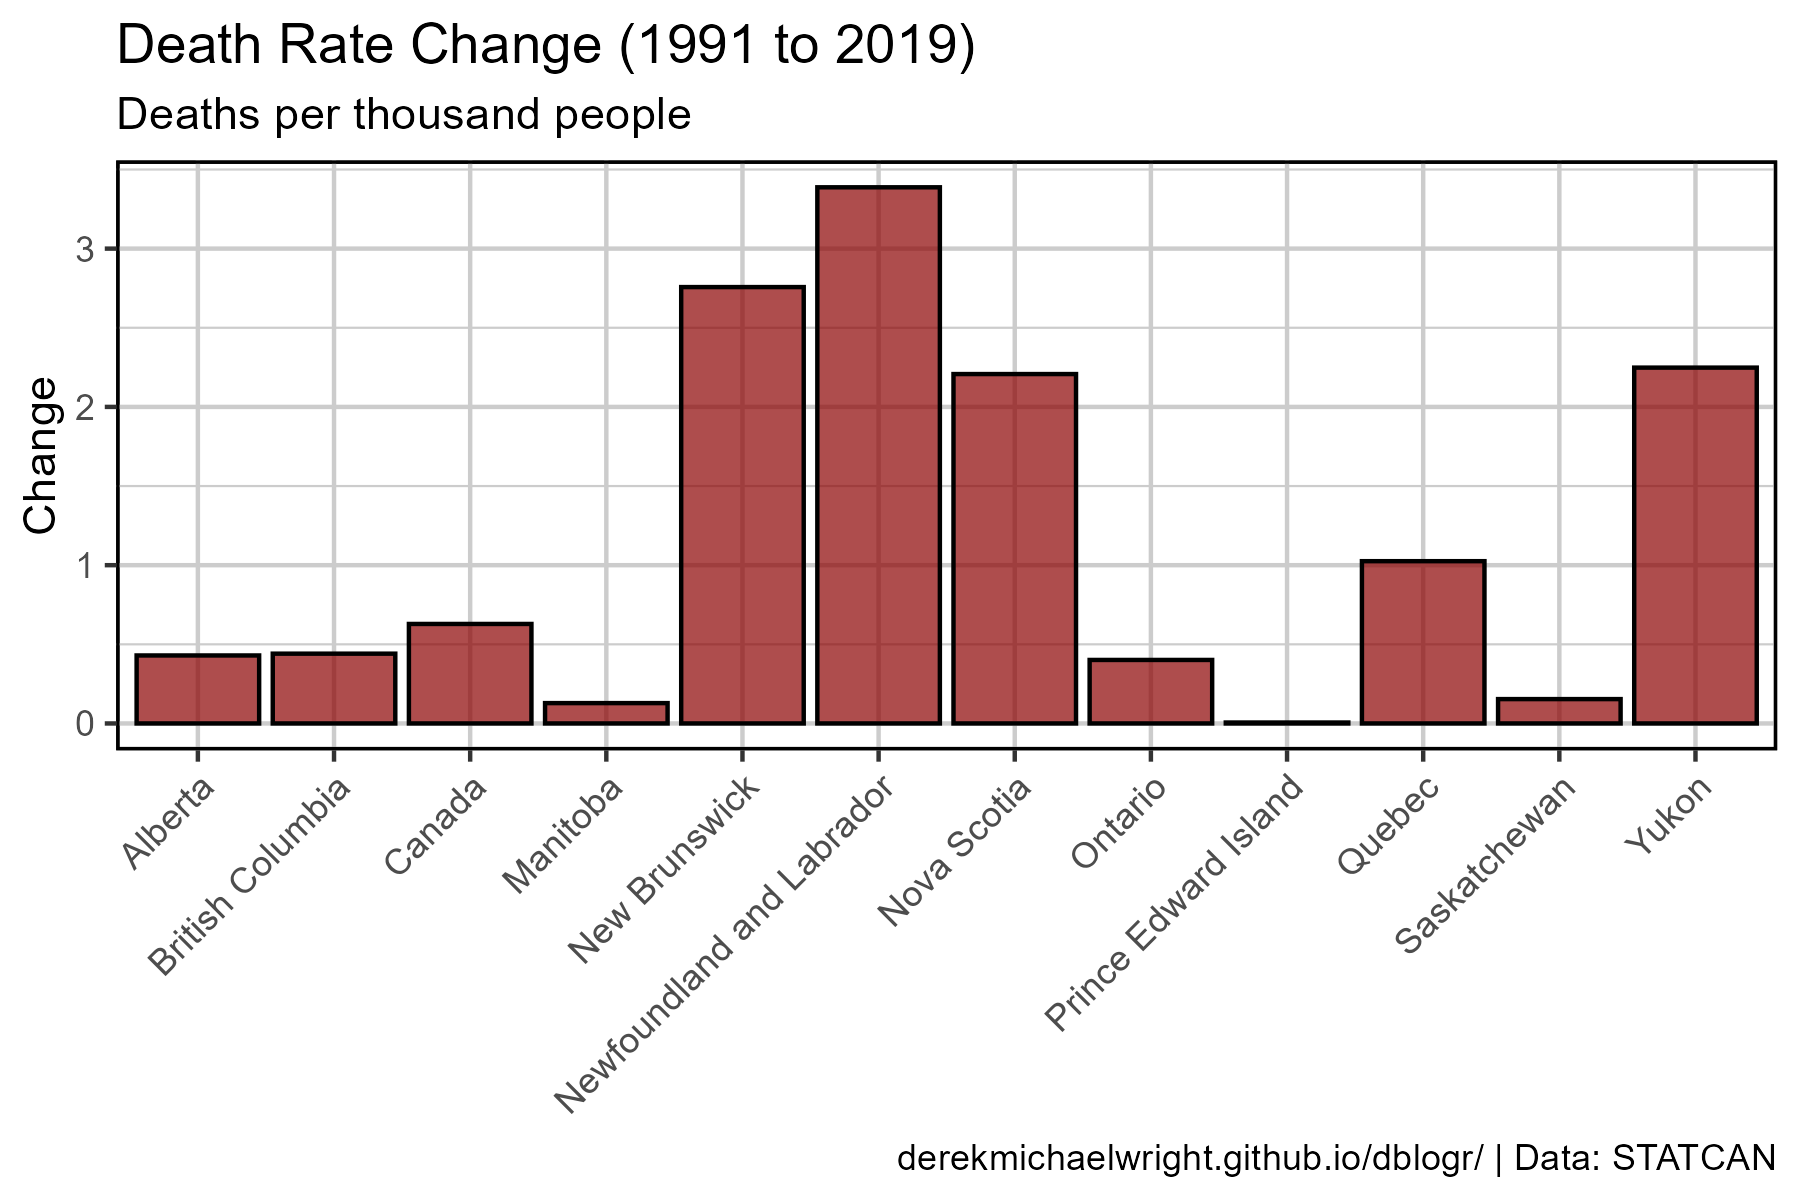 Death Rate Change (1991 to 2019)
Deaths per thousand people
Change
3
2
1
0
Alberta
British Columbia
Canada
Manitoba
New Brunswick
Newfoundland and Labrador
Nova Scotia
Ontario
Prince Edward Island
Quebec
Saskatchewan
Yukon
derekmichaelwright.github.io/dblogr/ | Data: STATCAN